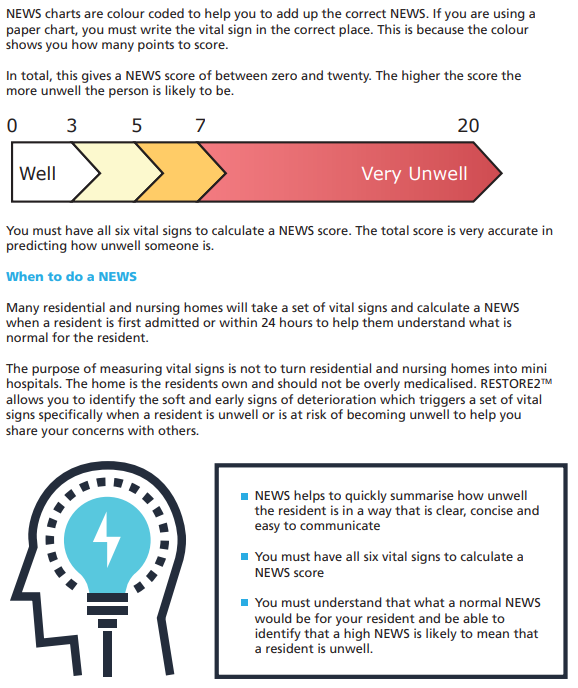 NEWS charts are colour coded to help you to add up the correct NEWS. If you are using a
paper chart, you must write the vital sign in the correct place. This is because the colour
shows you how many points to score.
In total, this gives a NEWS score of between zero and twenty. The higher the score the
more unwell the person is likely to be.
0 3 5 7 20
Well Very Unwell
You must have all six vital signs to calculate a NEWS score. The total score is very accurate in
predicting how unwell someone is.
When to do a NEWS
Many residential and nursing homes will take a set of vital signs and calculate a NEWS
when a resident is first admitted or within 24 hours to help them understand what is
normal for the resident.
The purpose of measuring vital signs is not to turn residential and nursing homes into mini
hospitals. The home is the residents own and should not be overly medicalised. RESTORE2™
allows you to identify the soft and early signs of deterioration which triggers a set of vital
signs specifically when a resident is unwell or is at risk of becoming unwell to help you
share your concerns with others.
NEWS helps to quickly summarise how unwell
the resident is in a way that is clear, concise and
easy to communicate
You must have all six vital signs to calculate a
NEWS score
You must understand that what a normal NEWS
would be for your resident and be able to
identify that a high NEWS is likely to mean that
a resident is unwell.